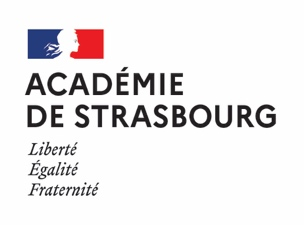 ACADÉMIE
DE STRASBOURG
Liberté
Égalité
Fraternité